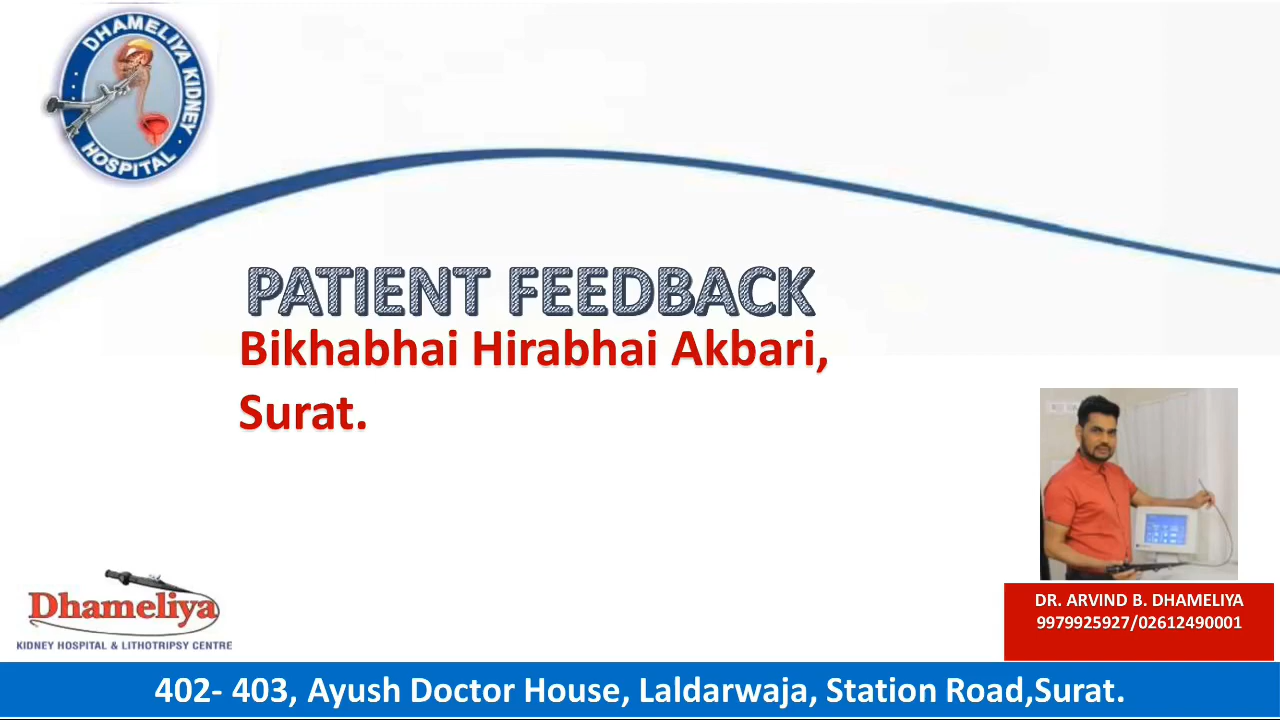 DHAMELIYA KIDNEY
HOSPITAL
PATIENT FEEDBACK
Bikhabhai Hirabhai Akbari,
Surat.
Dhameliya
KIDNEY HOSPITAL & LITHOTRIPSY CENTRE
DR. ARVIND B. DHAMELIYA
9979925927/02612490001
402- 403, Ayush Doctor House, Laldarwaja, Station Road,Surat.